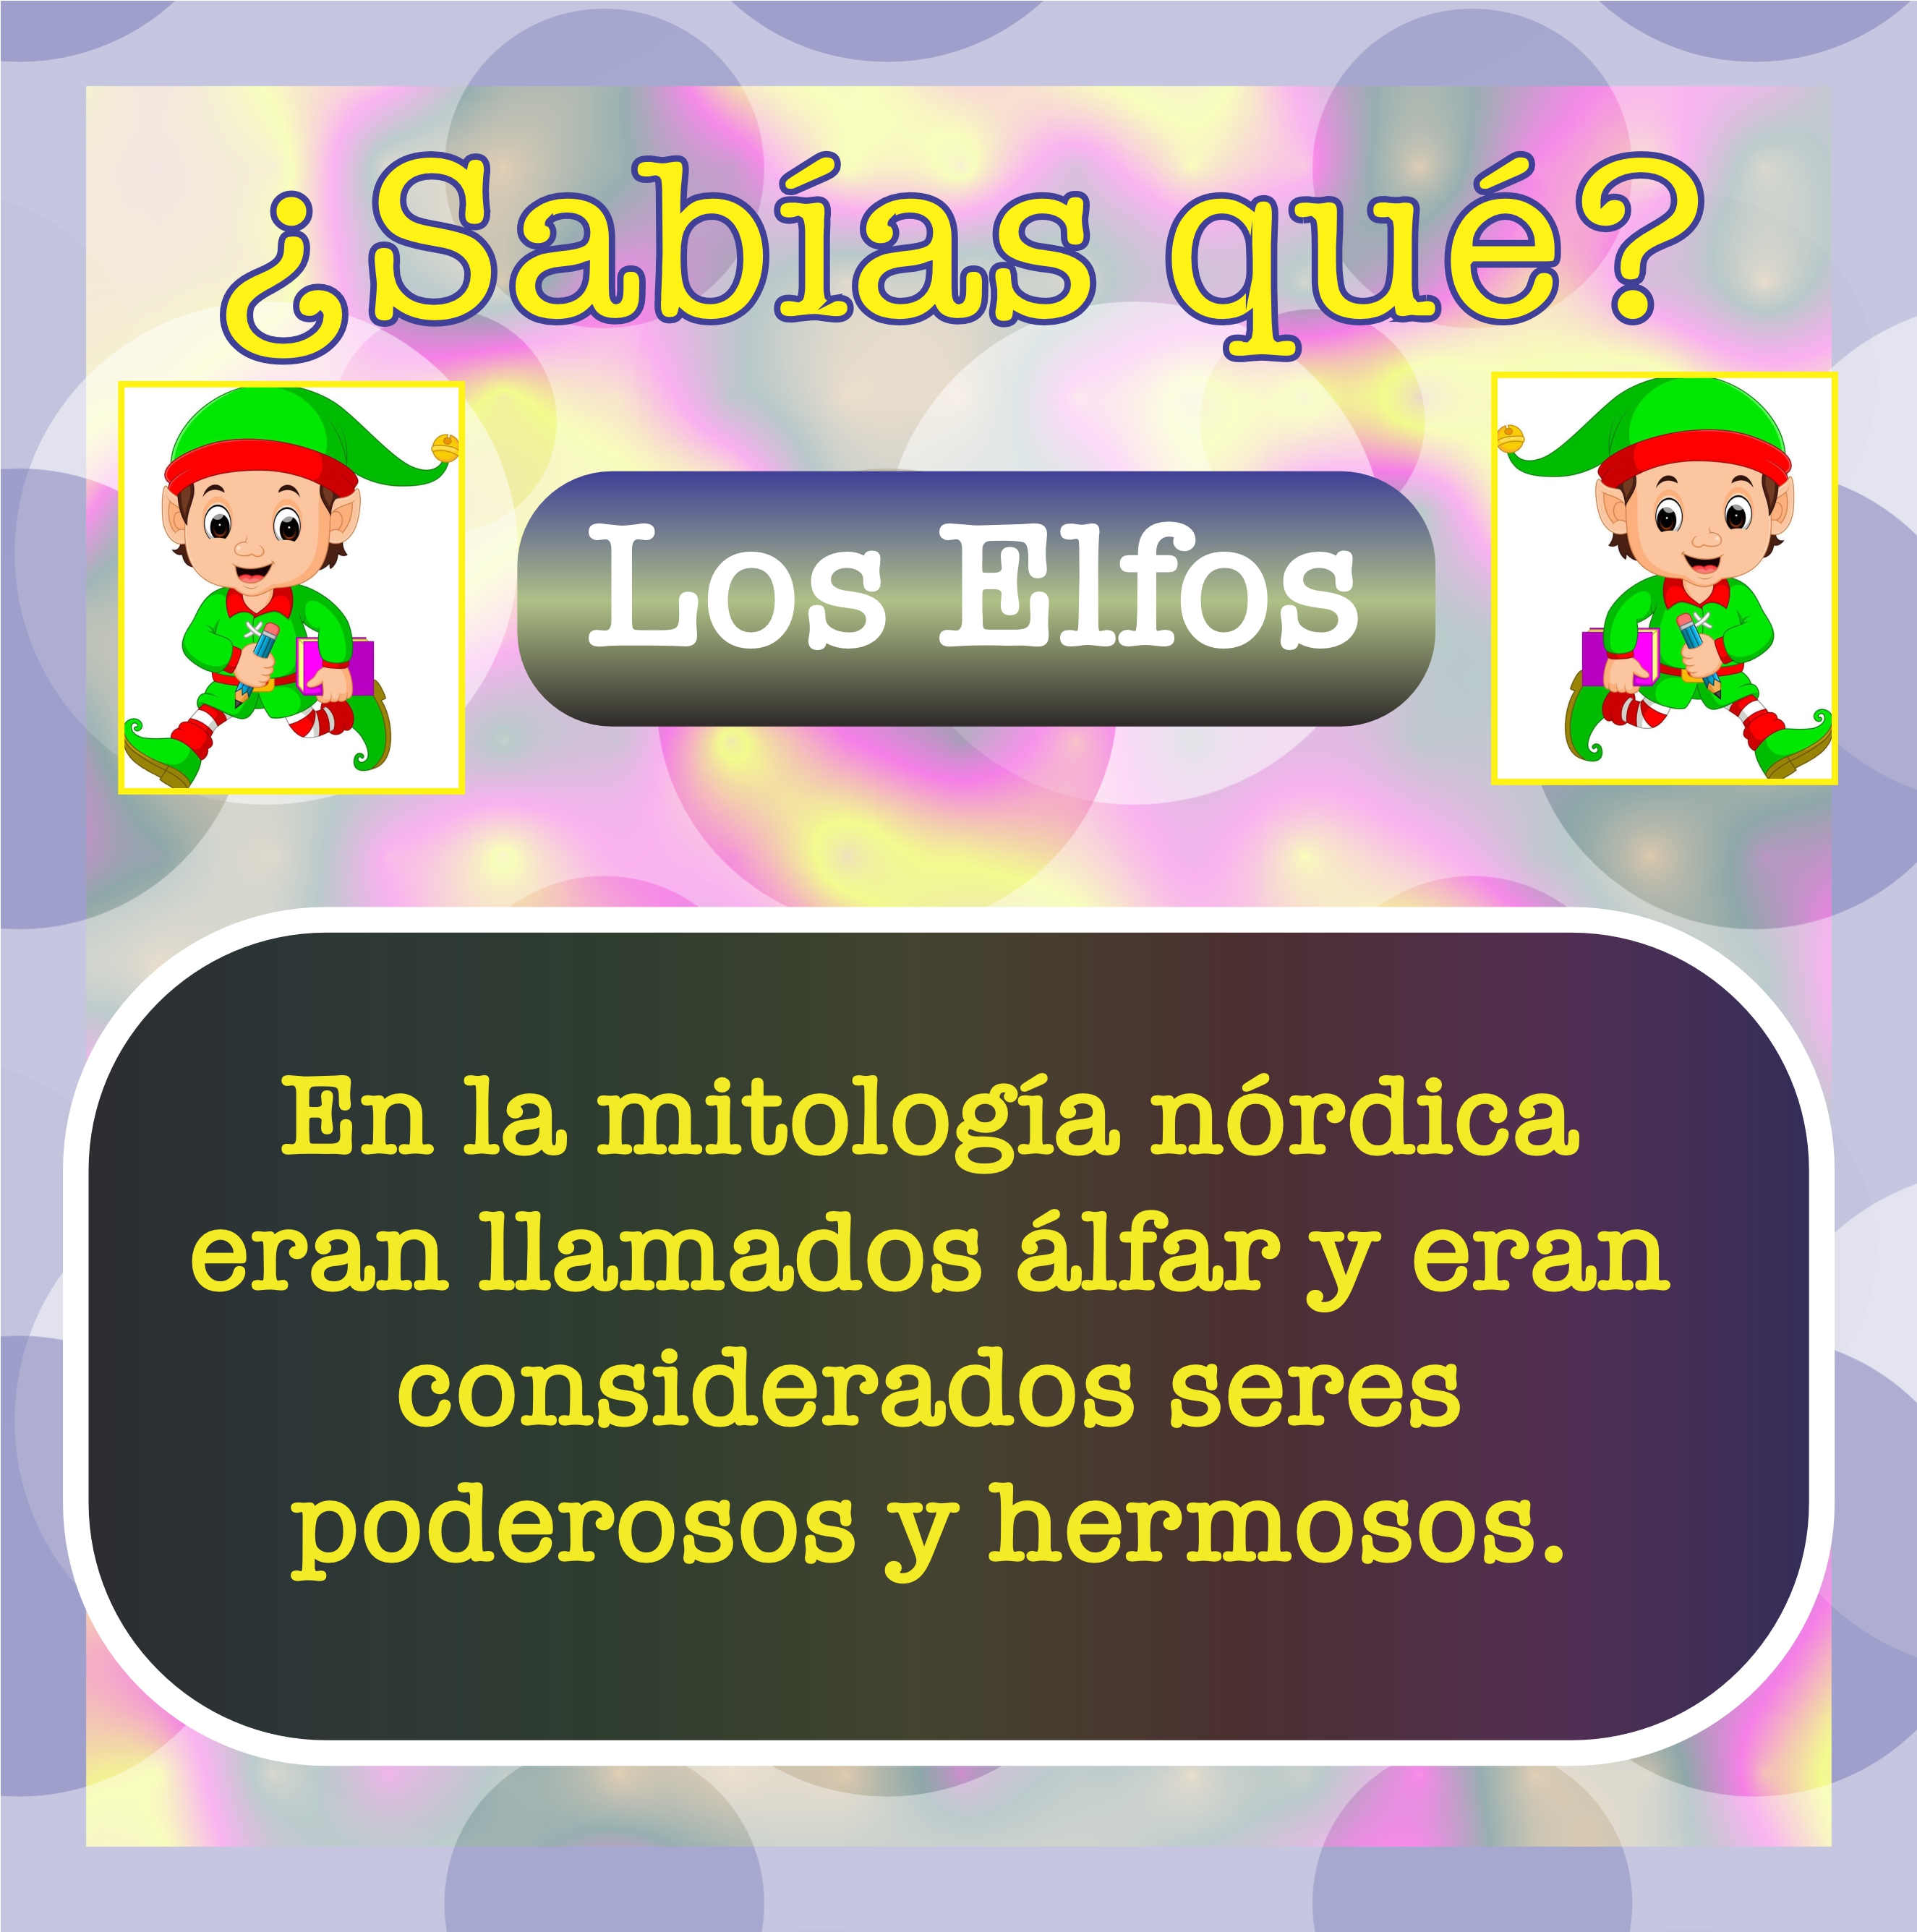 ¿Sabías qué?
Los Elfos
En la mitología nórdica
eran llamados álfar y eran
considerados seres
poderosos y hermosos.